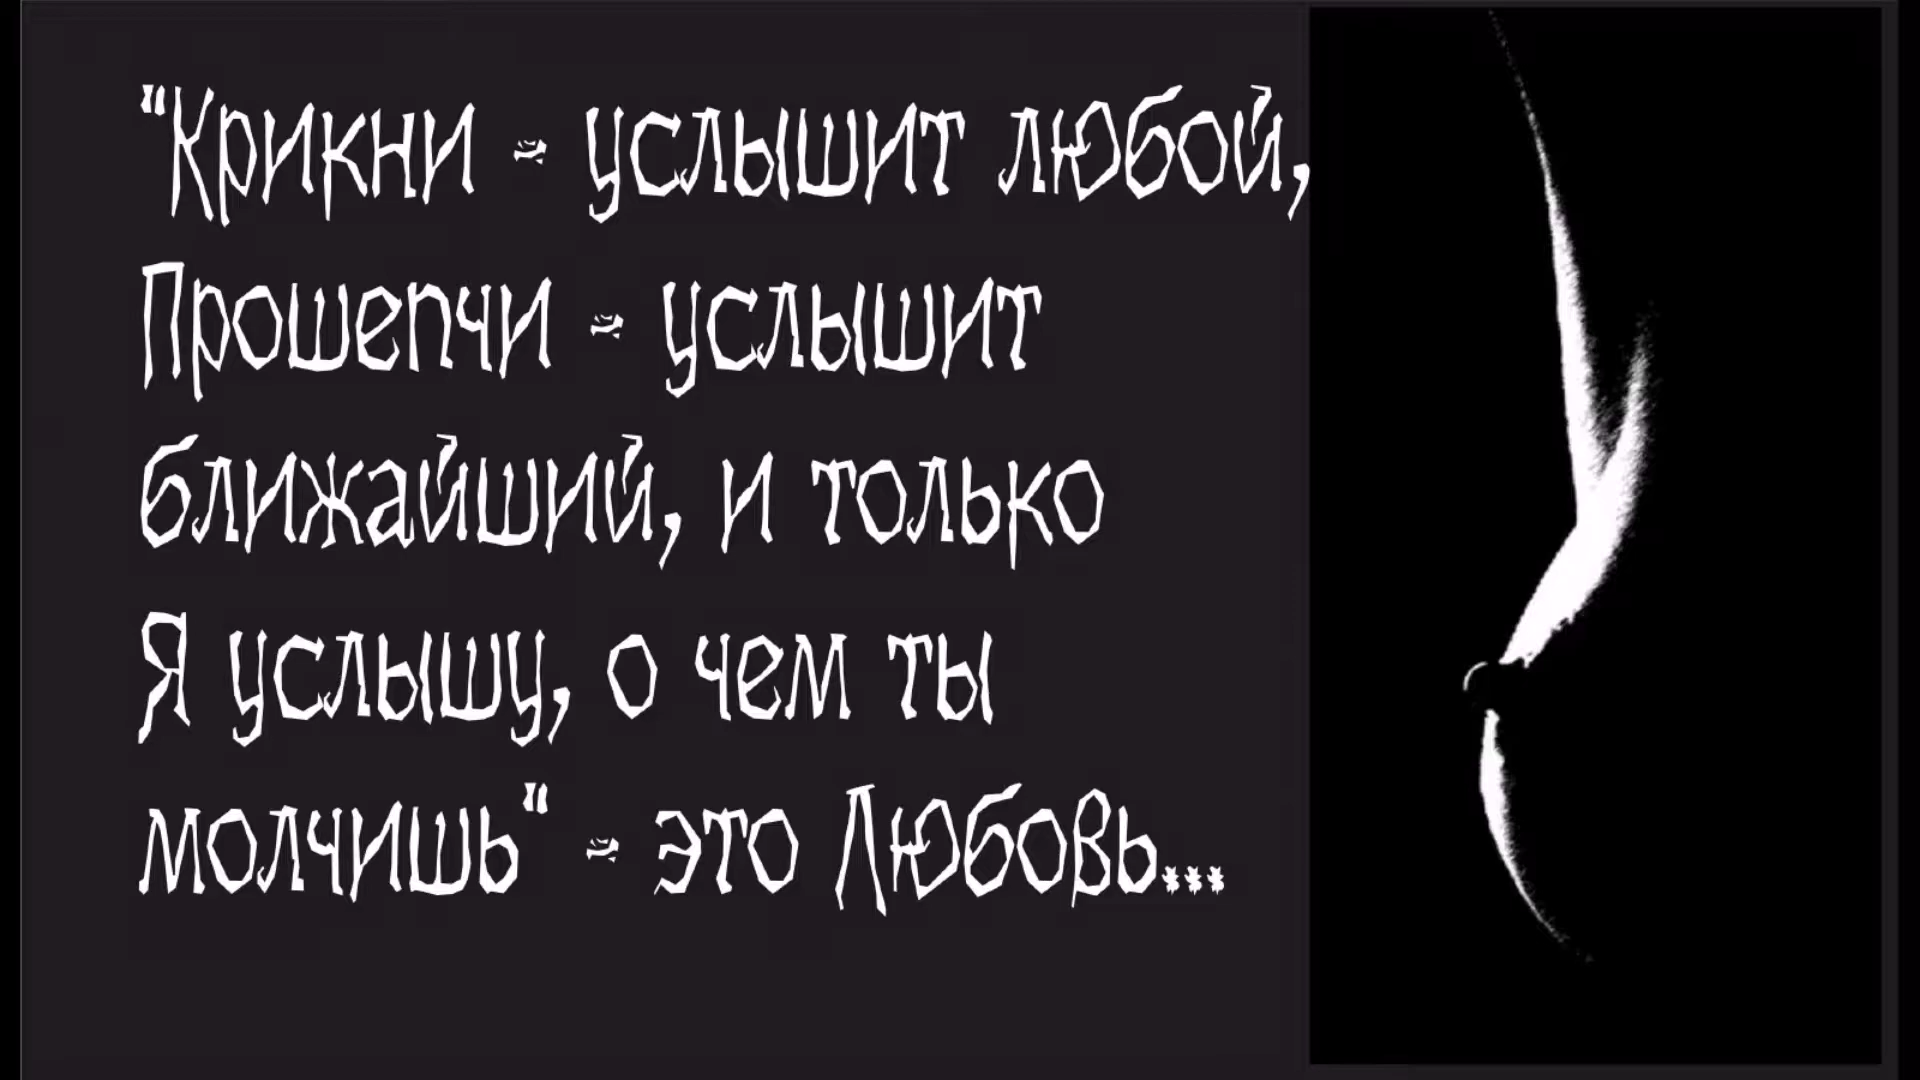 "Крикни - услышит любой,
Прошепчи - услышит
ближайший, и только
Я услышу, о чем ты
молчишь" - это Любовь...